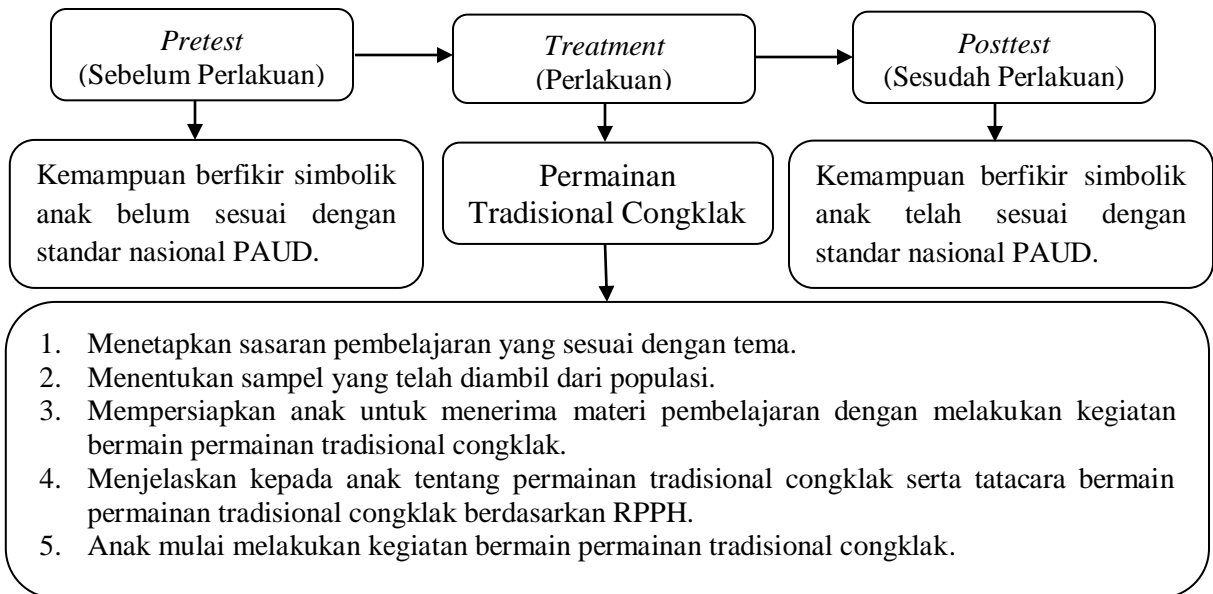 Pretest
(Sebelum Perlakuan)
Treatment
(Perlakuan)
Posttest
(Sesudah Perlakuan)
Kemampuan berfikir simbolik
anak belum sesuai dengan
standar nasional PAUD.
Permainan
Tradisional Congklak
Kemampuan berfikir simbolik
anak telah sesuai dengan
standar nasional PAUD.
1. Menetapkan sasaran pembelajaran yang sesuai dengan tema.
2. Menentukan sampel yang telah diambil dari populasi.
3. Mempersiapkan anak untuk menerima materi pembelajaran dengan melakukan kegiatan
bermain permainan tradisional congklak.
4. Menjelaskan kepada anak tentang permainan tradisional congklak serta tatacara bermain
permainan tradisional congklak berdasarkan RPPH.
5. Anak mulai melakukan kegiatan bermain permainan tradisional congklak.